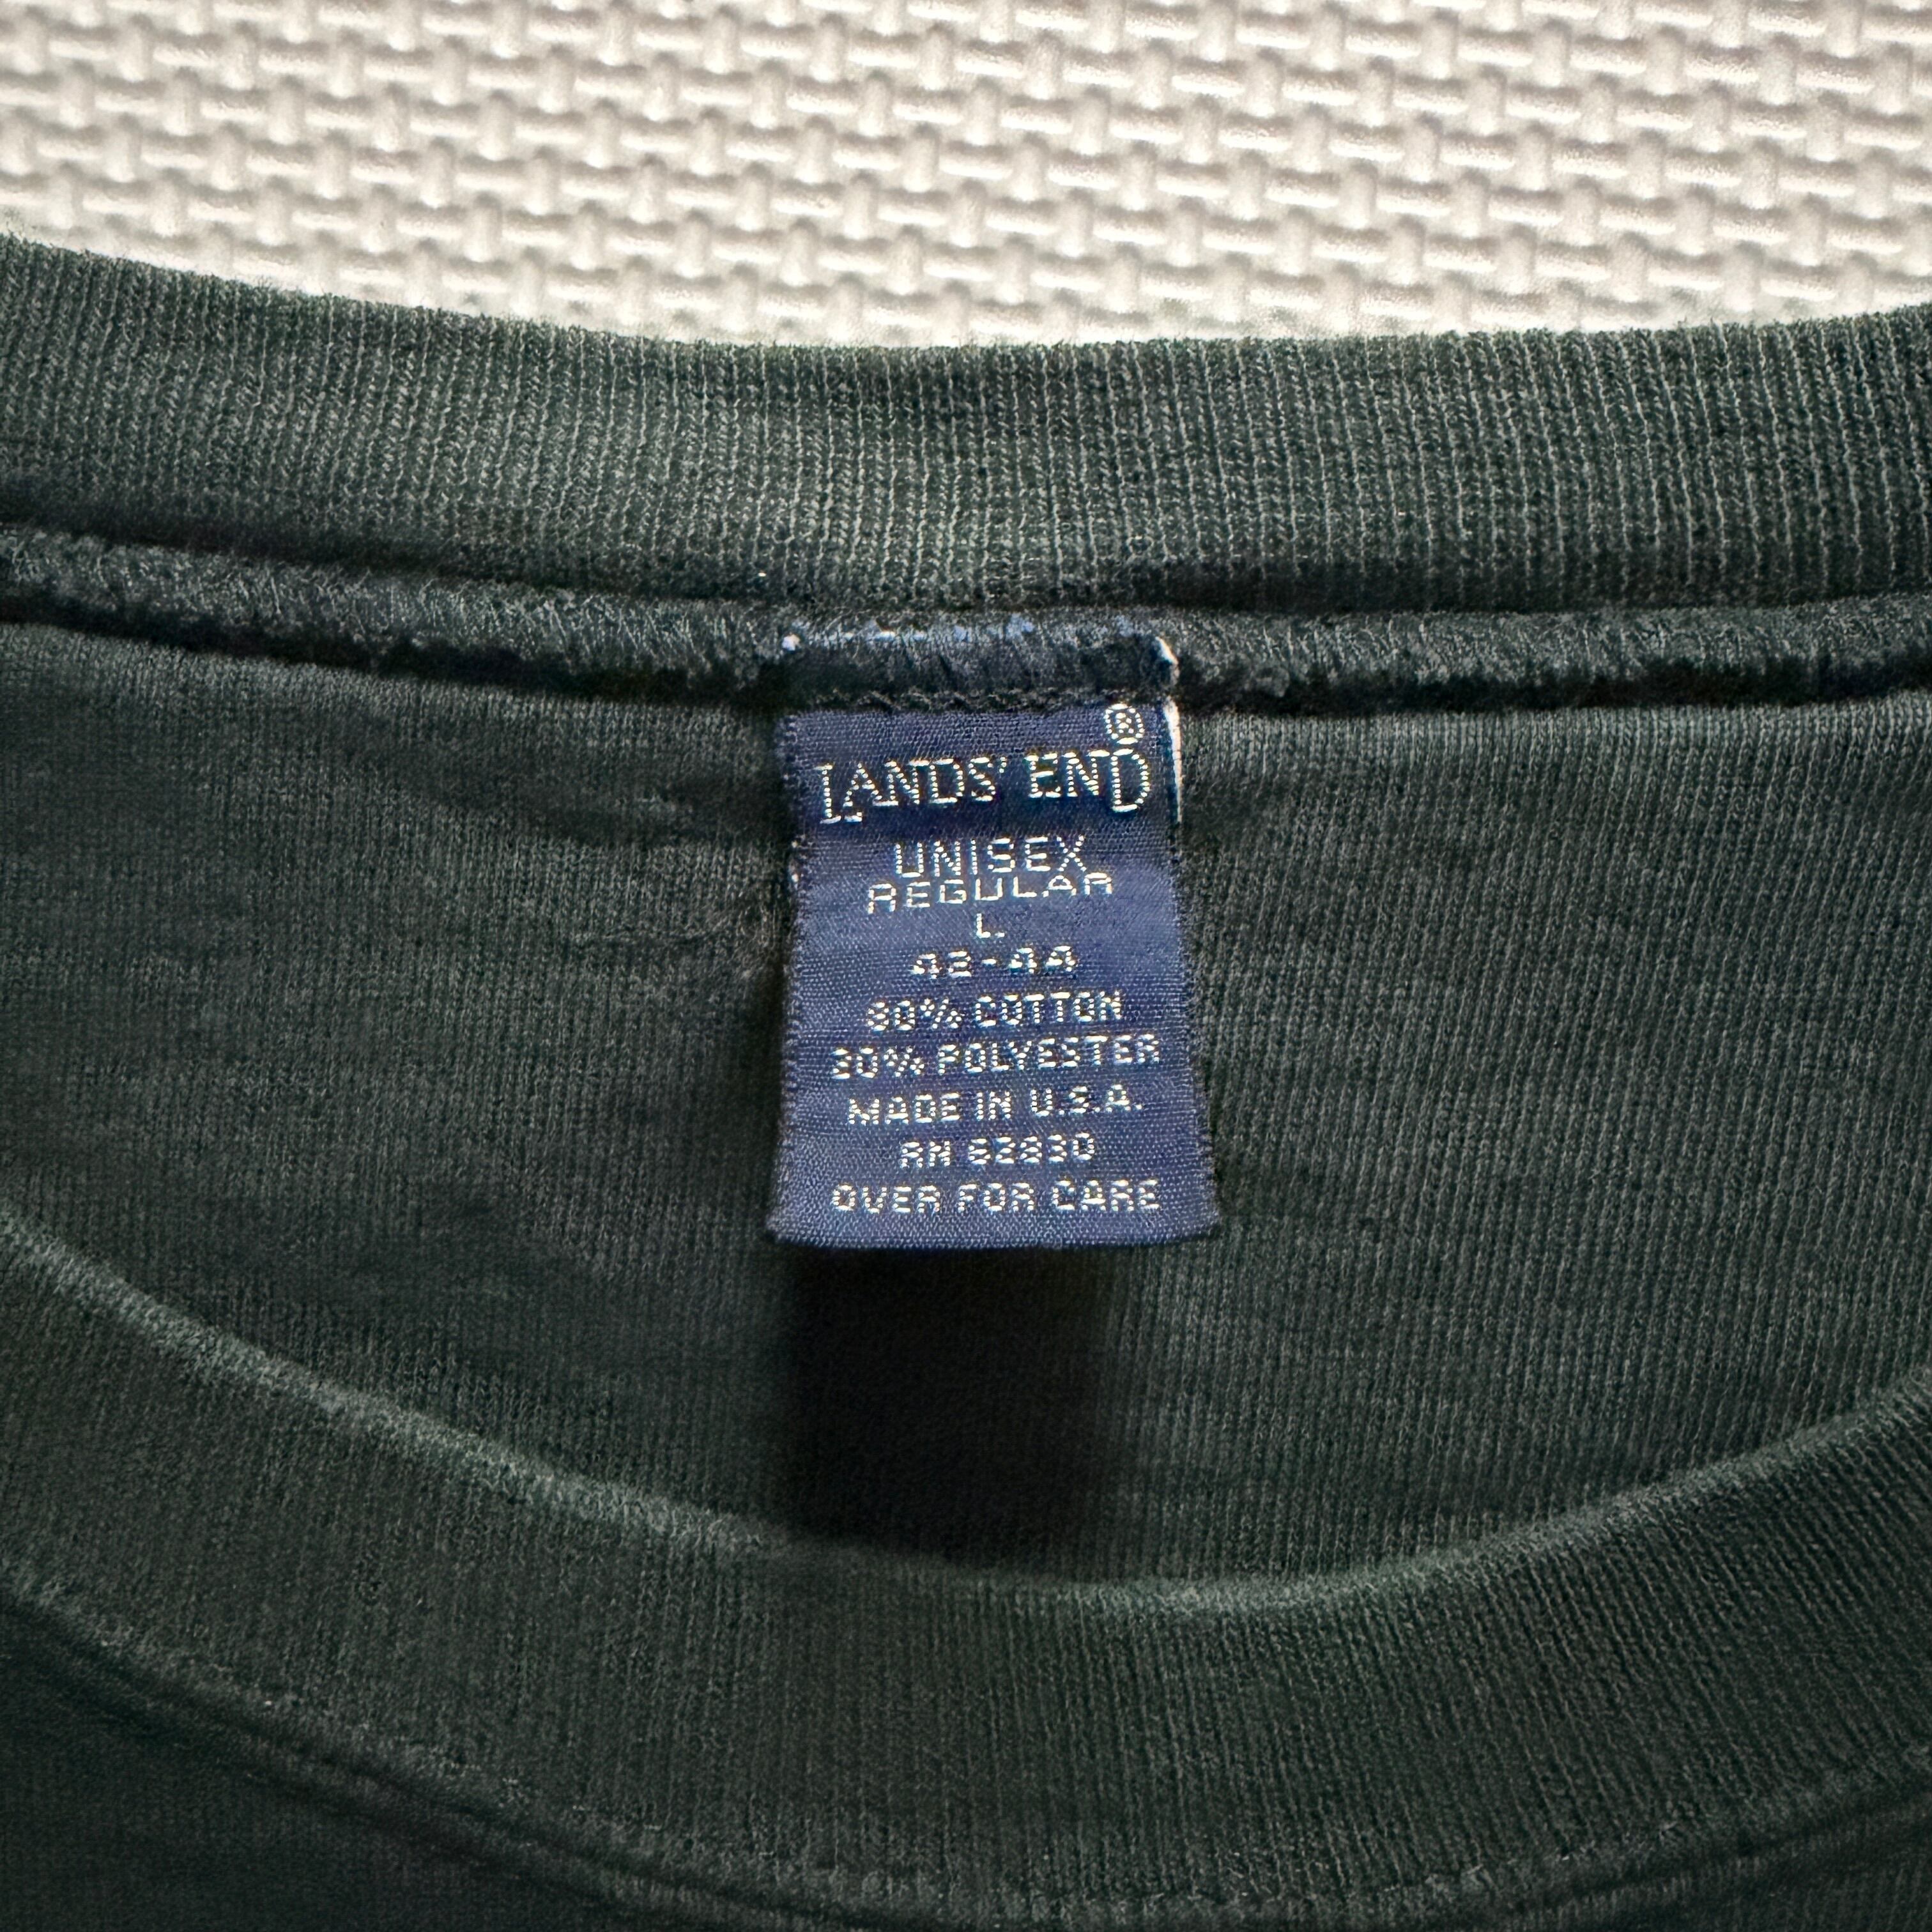 LANDS' END®
UNISEX
REGULAR
L
42-44
80% COTTON
20% POLYESTER
MADE IN U.S.A.
RN 62830
OVER FOR CARE